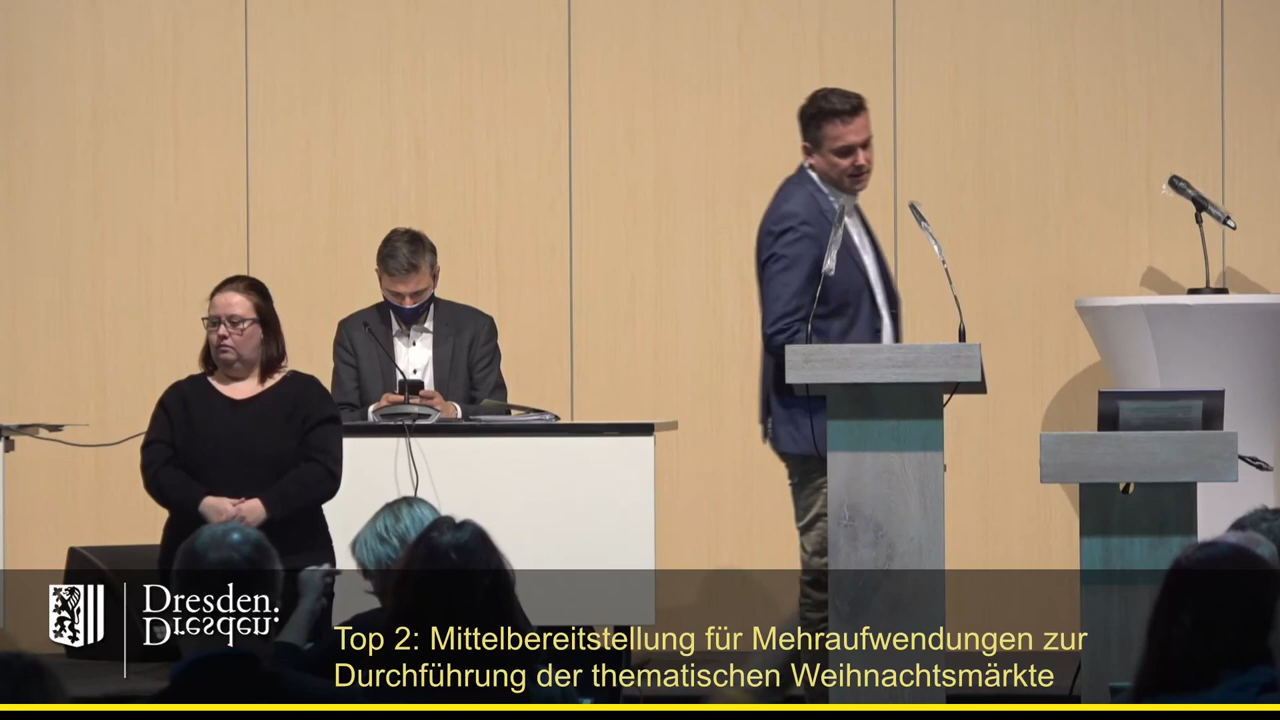 Dresden.
Dresden.
Top 2: Mittelbereitstellung für Mehraufwendungen zur
Durchführung der thematischen Weihnachtsmärkte